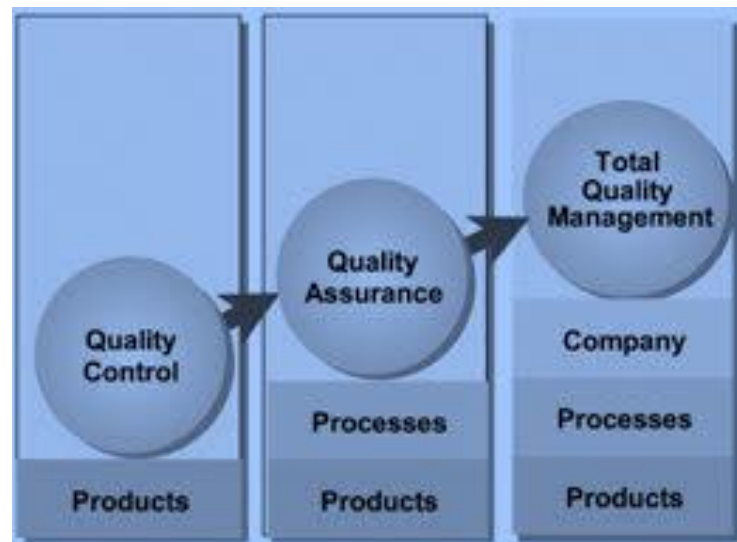 Quality
Control
Products
Quality
Assurance
Processes
Products
Total
Quality
Management
Company
Processes
Products